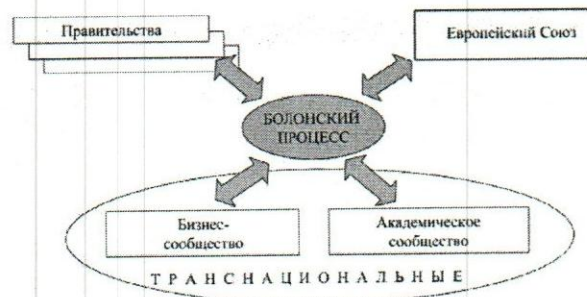 Правительства
Европейский Союз
БОЛОНСКИЙ
ПРОЦЕСС
Бизнес-
сообщество
Академическое
сообщество
ТРАНСНАЦИОНАЛЬНЫЕ